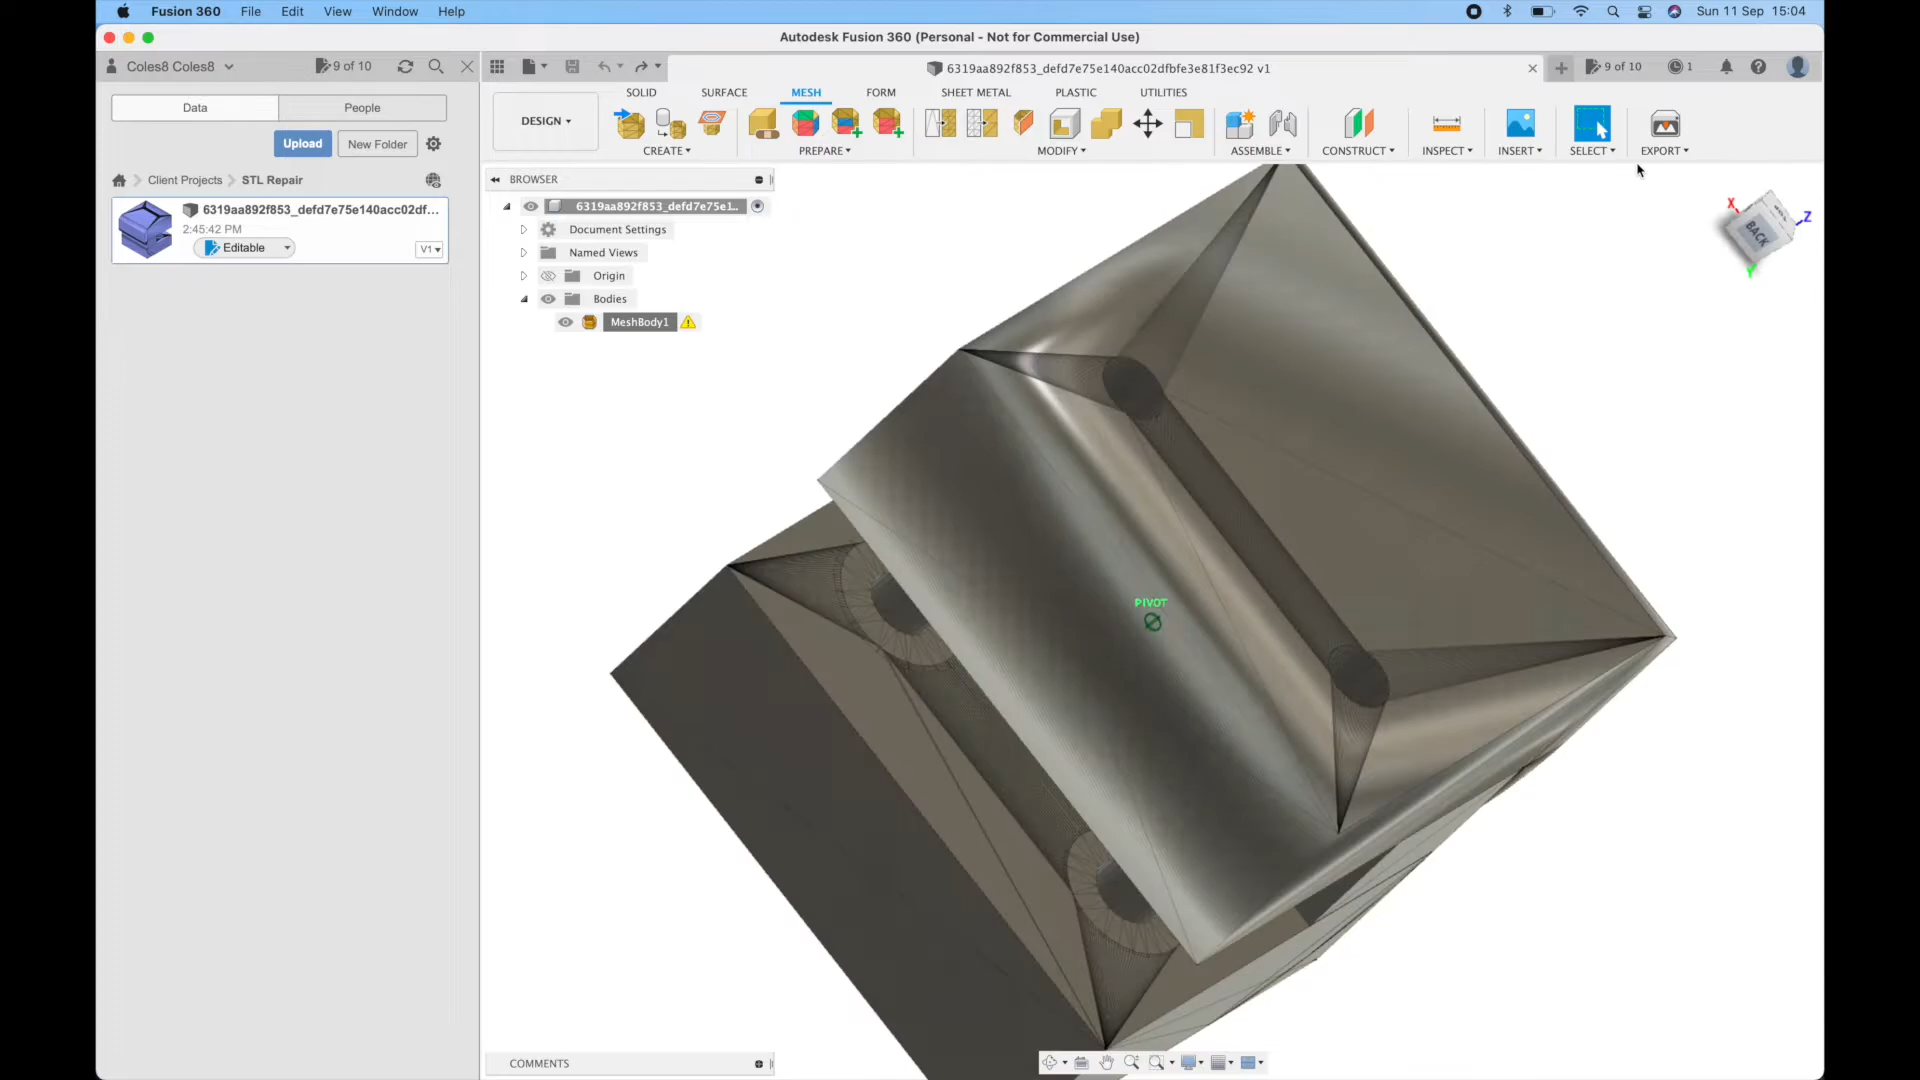 Fusion 360 File Edit View Window Help
Sun 11 Sep 15:04
Autodesk Fusion 360 (Personal - Not for Commercial Use)
Coles8 Coles8
9 of 10
6319aa892f853_defd7e75e140acc02dfbfe3e81f3ec92 v1
9 of 10
1
Data
People
SOLID
SURFACE
MESH
FORM
SHEET METAL
PLASTIC
UTILITIES
DESIGN
Upload
New Folder
CREATE
PREPARE
MODIFY
ASSEMBLE
CONSTRUCT
INSPECT
INSERT
SELECT
EXPORT
Client Projects
STL Repair
BROWSER
6319aa892f853_defd7e75e140acc02df...
2:45:42 PM
Editable
V1
6319aa892f853_defd7e75e1...
Document Settings
Named Views
Origin
Bodies
MeshBody1
X
Z
BACK
Y
PIVOT
COMMENTS